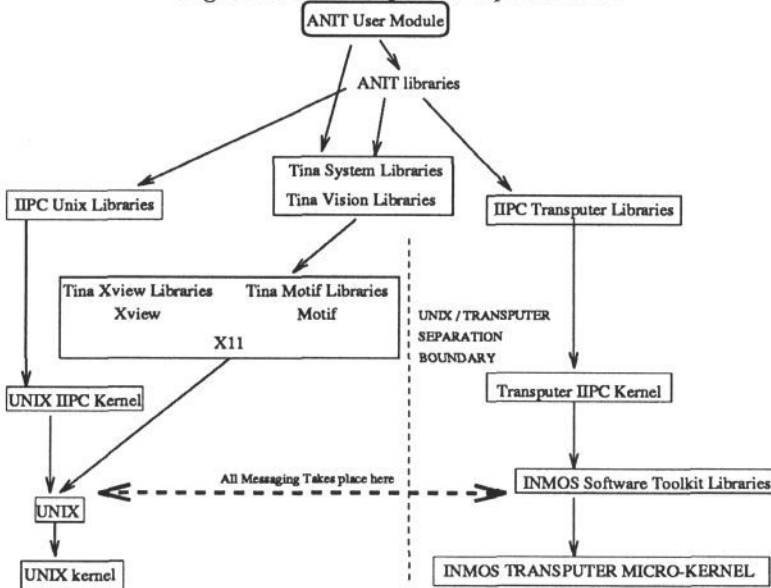 ANIT User Module
ANIT libraries
Tina System Libraries
Tina Vision Libraries
IIPC Unix Libraries
IIPC Transputer Libraries
Tina Xview Libraries
Xview
Tina Motif Libraries
Motif
X11
UNIX / TRANSPUTER
SEPARATION
BOUNDARY
UNIX IIPC Kernel
Transputer IIPC Kernel
All Messaging Takes place here
INMOS Software Toolkit Libraries
UNIX
UNIX kernel
INMOS TRANSPUTER MICRO-KERNEL